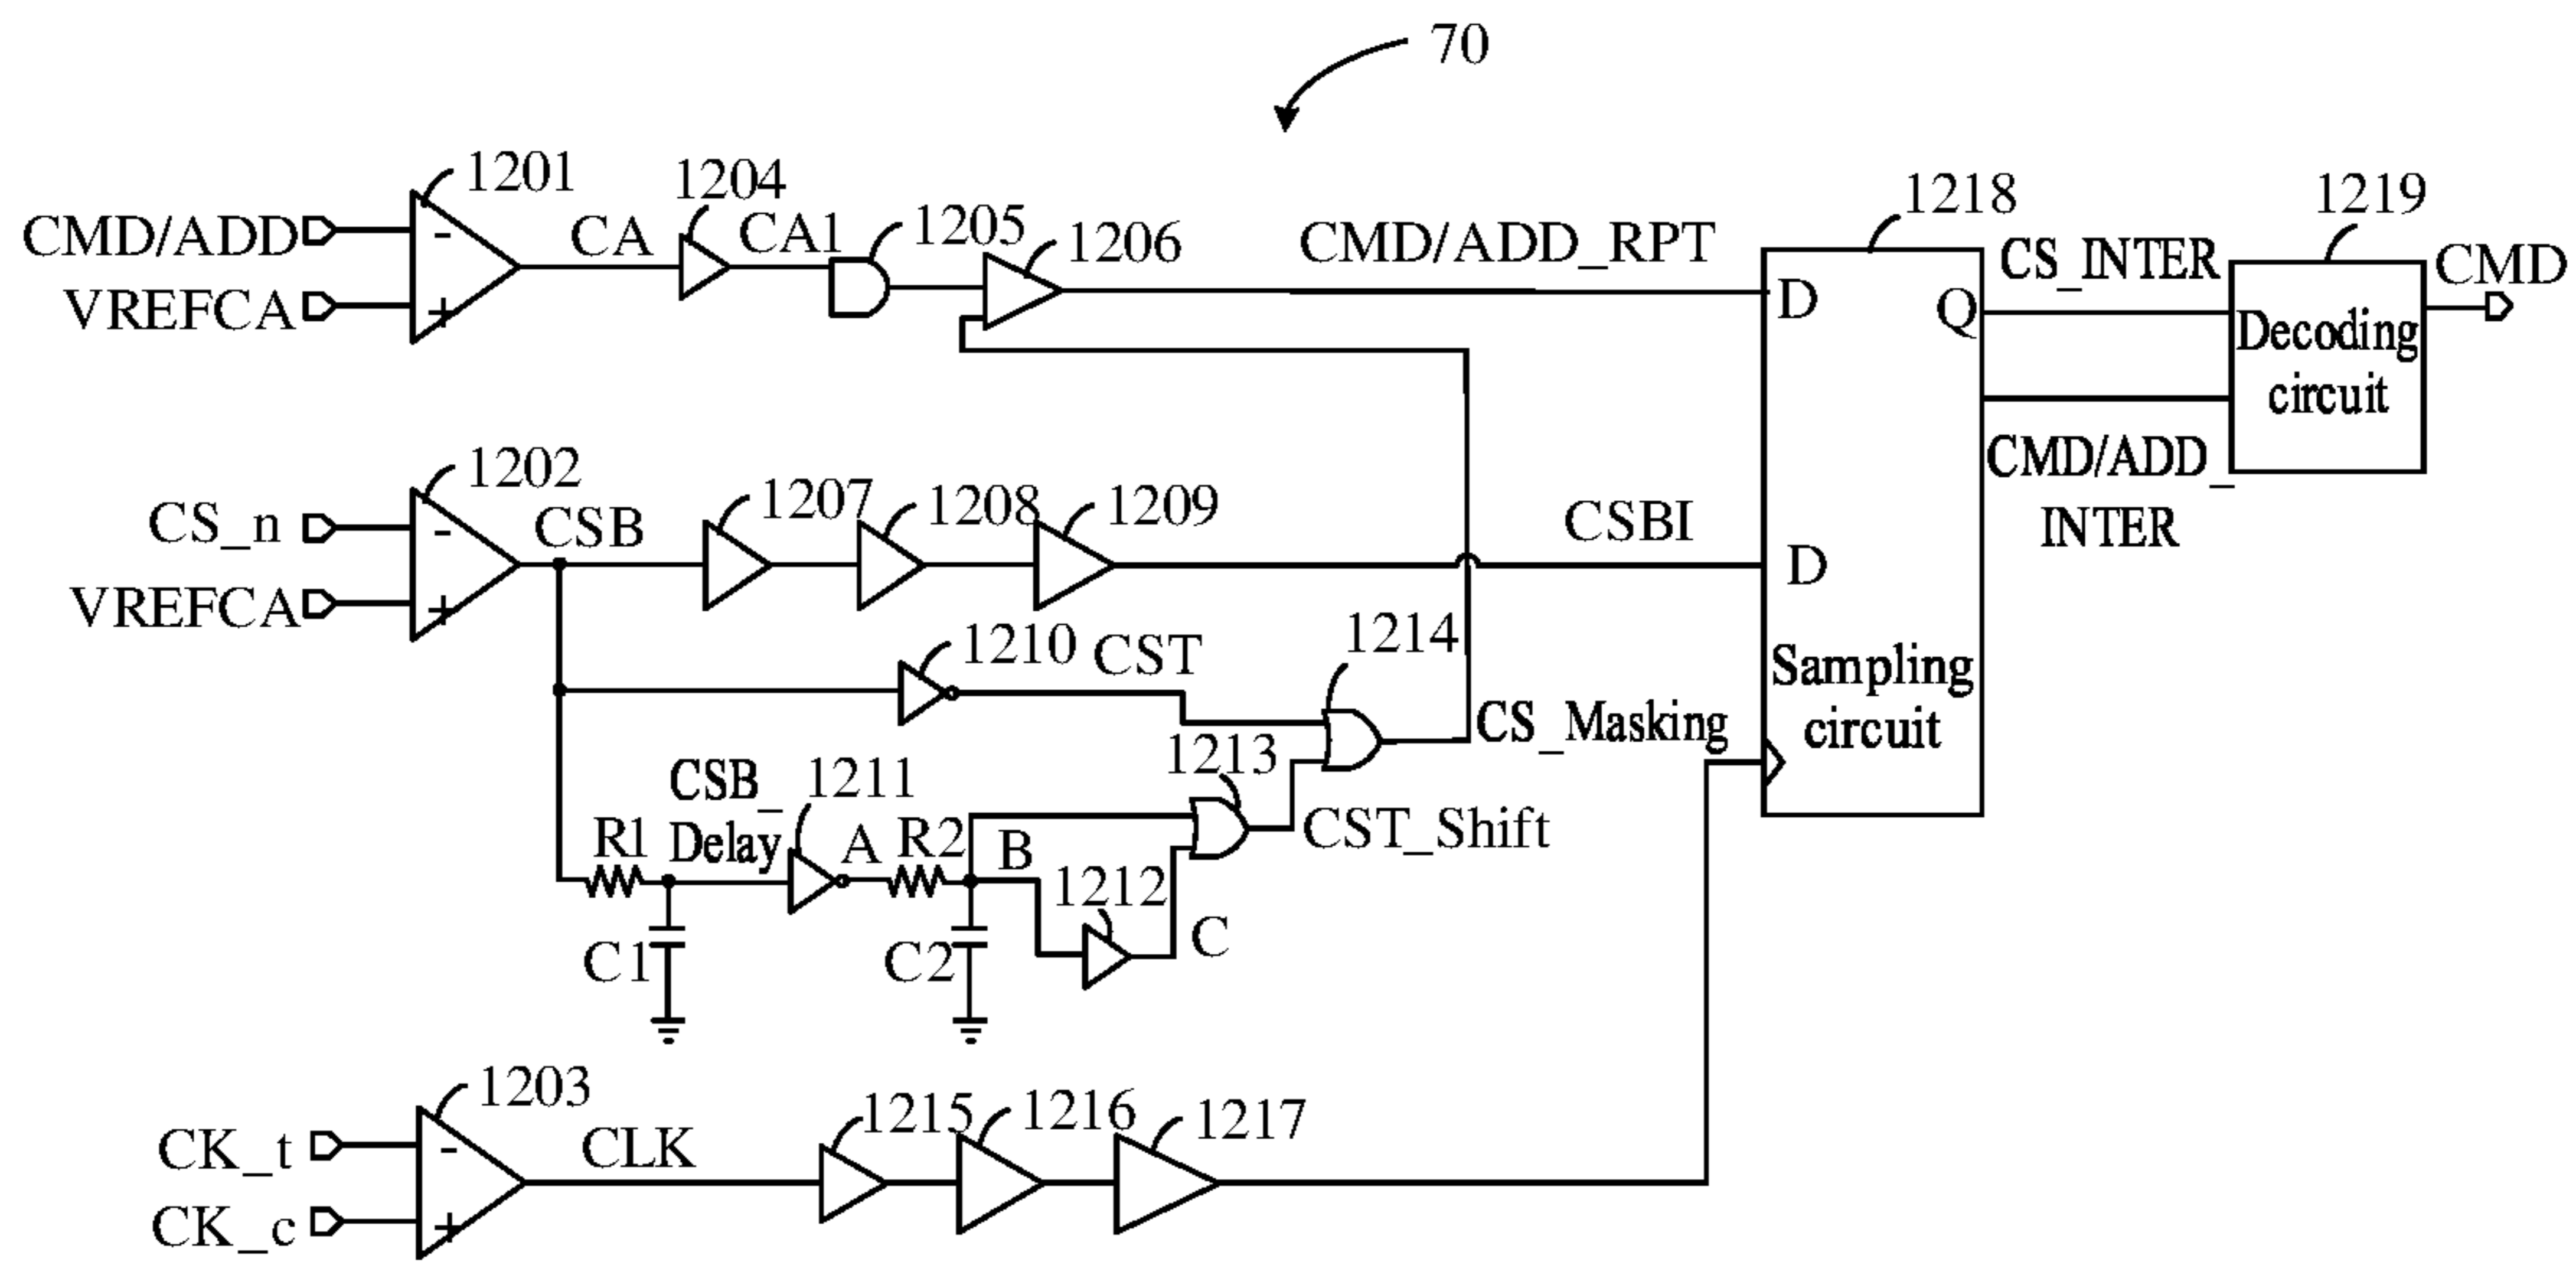 70
1201
1204
1205
1206
1218
1219
CMD/ADD
-
CA
CA1
CMD/ADD_RPT
CS_INTER
CMD
VREFCA
+
D
Q
Decoding
circuit
1202
1207
1208
1209
CMD/ADD_
INTER
CS_n
-
CSB
CSBI
D
VREFCA
+
1210
CST
1214
Sampling
circuit
CS_Masking
CSB_
Delay
1211
1213
CST_Shift
R1
A
R2
B
1212
C1
C2
C
1203
1215
1216
1217
CK_t
-
CLK
CK_c
+